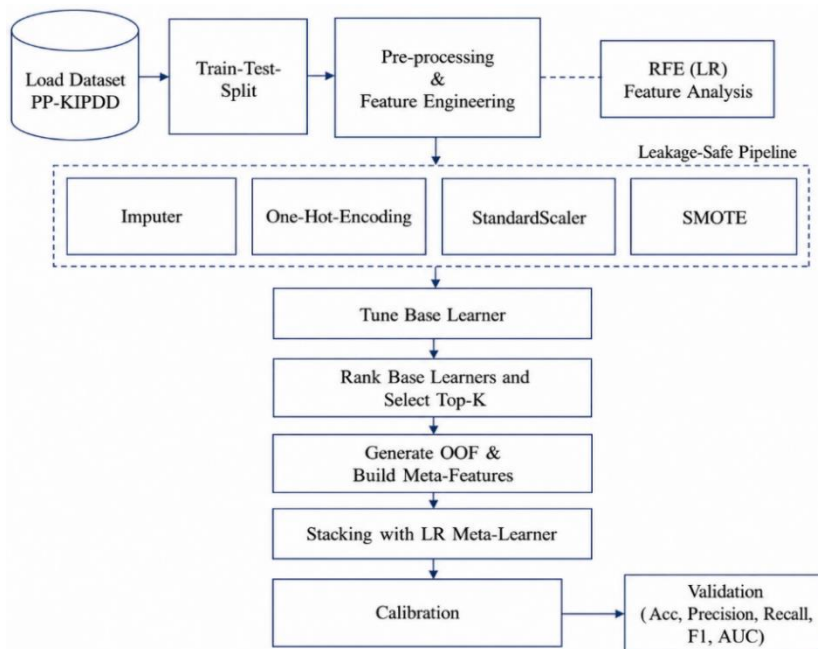 Load Dataset
PP-KIPDD
Train-Test-
Split
Pre-processing
&
Feature Engineering
RFE (LR)
Feature Analysis
Leakage-Safe Pipeline
Imputer
One-Hot-Encoding
StandardScaler
SMOTE
Tune Base Learner
Rank Base Learners and
Select Top-K
Generate OOF &
Build Meta-Features
Stacking with LR Meta-Learner
Calibration
Validation
( Acc, Precision, Recall,
F1, AUC)